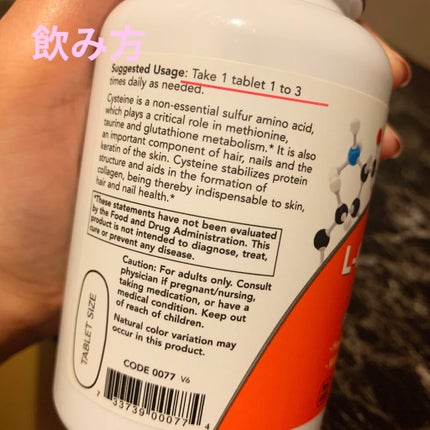 飲み方
Suggested Usage: Take 1 tablet 1 to 3
times daily as needed.
Cysteine is a non-essential sulfur amino acid,
which plays a critical role in methionine,
taurine and glutathione metabolism.* It is also
an important component of hair, nails and the
keratin of the skin. Cysteine stabilizes protein
structure and aids in the formation of
collagen, being thereby indispensable to skin,
hair and nail health.*
*These statements have not been evaluated
by the Food and Drug Administration. This
product is not intended to diagnose, treat,
cure or prevent any disease.
Caution: For adults only. Consult
physician if pregnant/nursing,
taking medication, or have a
medical condition. Keep out
of reach of children.
Natural color variation may
occur in this product.
TABLET SIZE
CODE 0077 V6
7 33739 00077 4
L-